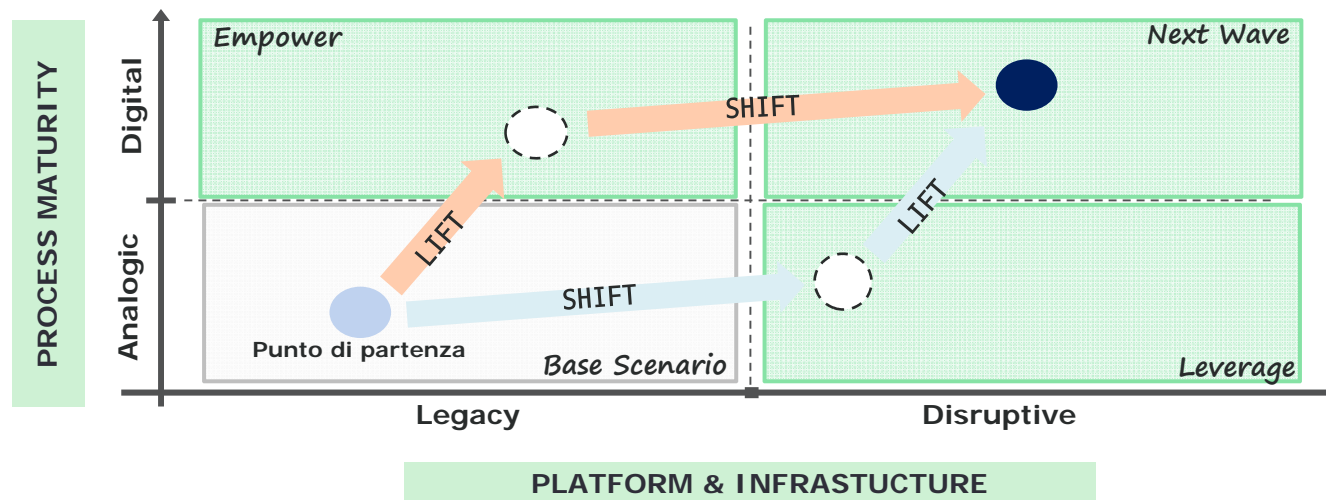 Empower
Next Wave
PROCESS MATURITY
Digital
SHIFT
LIFT
LIFT
Analogic
SHIFT
Punto di partenza
Base Scenario
Leverage
Legacy
Disruptive
PLATFORM & INFRASTUCTURE